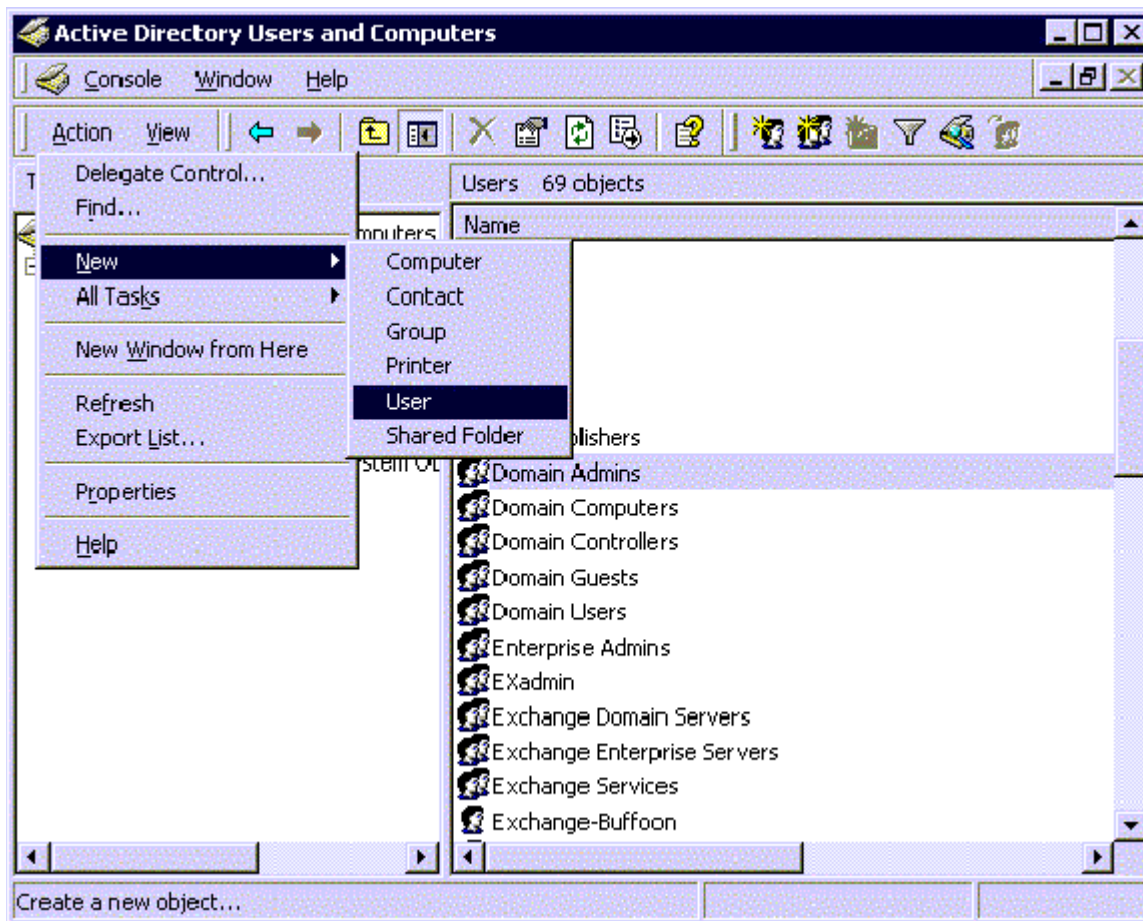 Active Directory Users and Computers
Console Window Help
Action View
T
Users 69 objects
Name
Delegate Control...
Find...
New
All Tasks
New Window from Here
Refresh
Export List...
Properties
Help
Computer
Contact
Group
Printer
User
Shared Folder
mputers
stem
blishers
Domain Admins
Domain Computers
Domain Controllers
Domain Guests
Domain Users
Enterprise Admins
EXadmin
Exchange Domain Servers
Exchange Enterprise Servers
Exchange Services
Exchange-Buffoon
Create a new object...